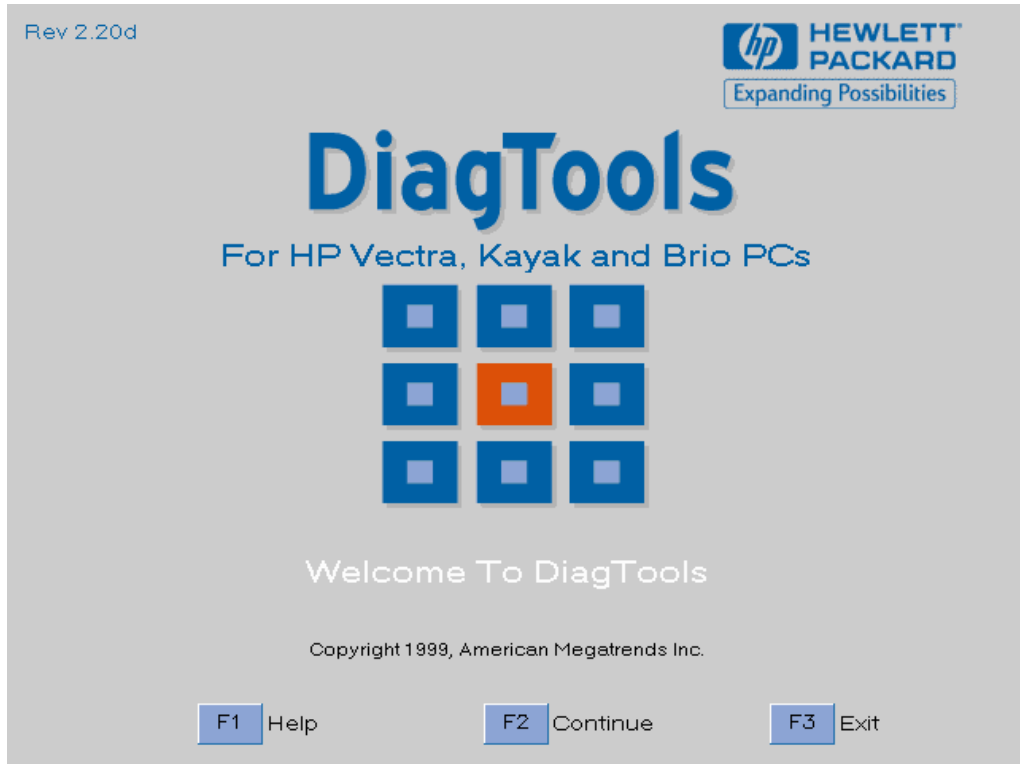 Rev 2.20d
hp HEWLETT
PACKARD
Expanding Possibilities
DiagTools
For HP Vectra, Kayak and Brio PCs
Welcome To DiagTools
Copyright 1999, American Megatrends Inc.
F1 Help F2 Continue F3 Exit